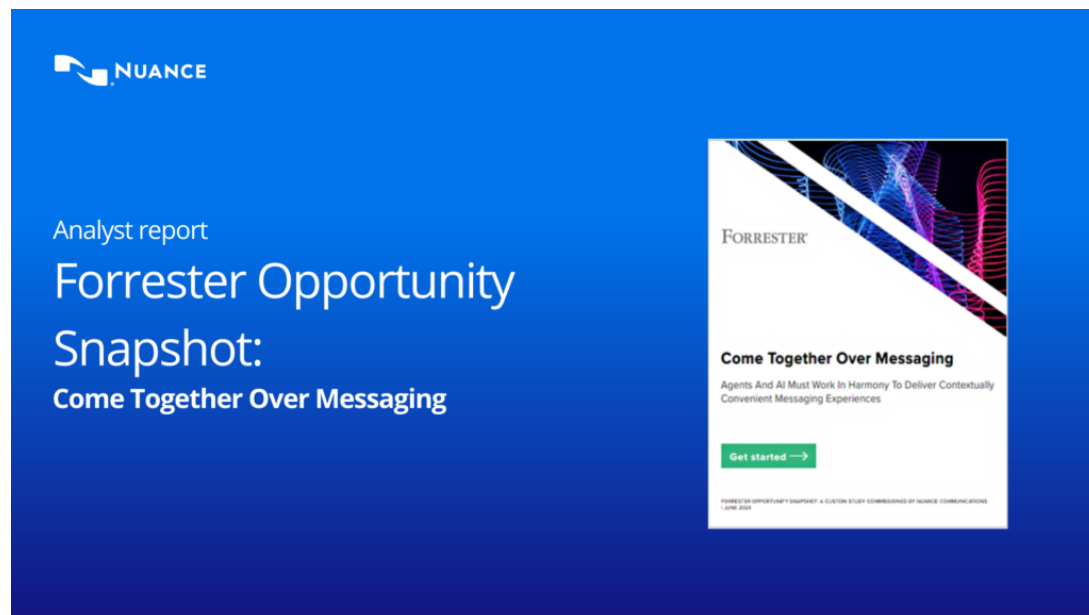 NUANCE
Analyst report
Forrester Opportunity
Snapshot:
Come Together Over Messaging
FORRESTER®
Come Together Over Messaging
Agents And AI Must Work In Harmony To Deliver Contextually
Convenient Messaging Experiences
Get started
FORRESTER OPPORTUNITY SNAPSHOT: A CUSTOM STUDY COMMISSIONED BY NUANCE COMMUNICATIONS
| JUNE 2020